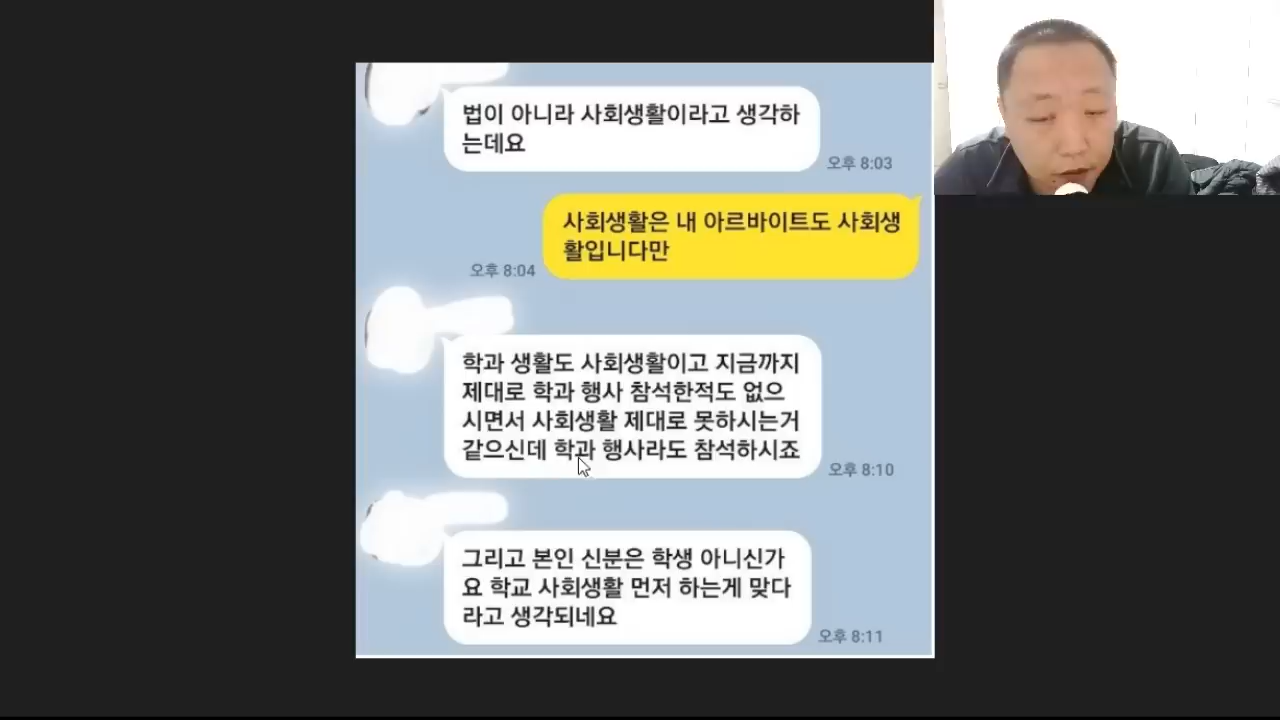 법이 아니라 사회생활이라고 생각하
는데요
오후 8:03
사회생활은 내 아르바이트도 사회생
활입니다만
오후 8:04
학과 생활도 사회생활이고 지금까지
제대로 학과 행사 참석한적도 없으
시면서 사회생활 제대로 못하시는거
같으신데 학과 행사라도 참석하시죠
오후 8:10
그리고 본인 신분은 학생 아니신가
요 학교 사회생활 먼저 하는게 맞다
라고 생각되네요
오후 8:11